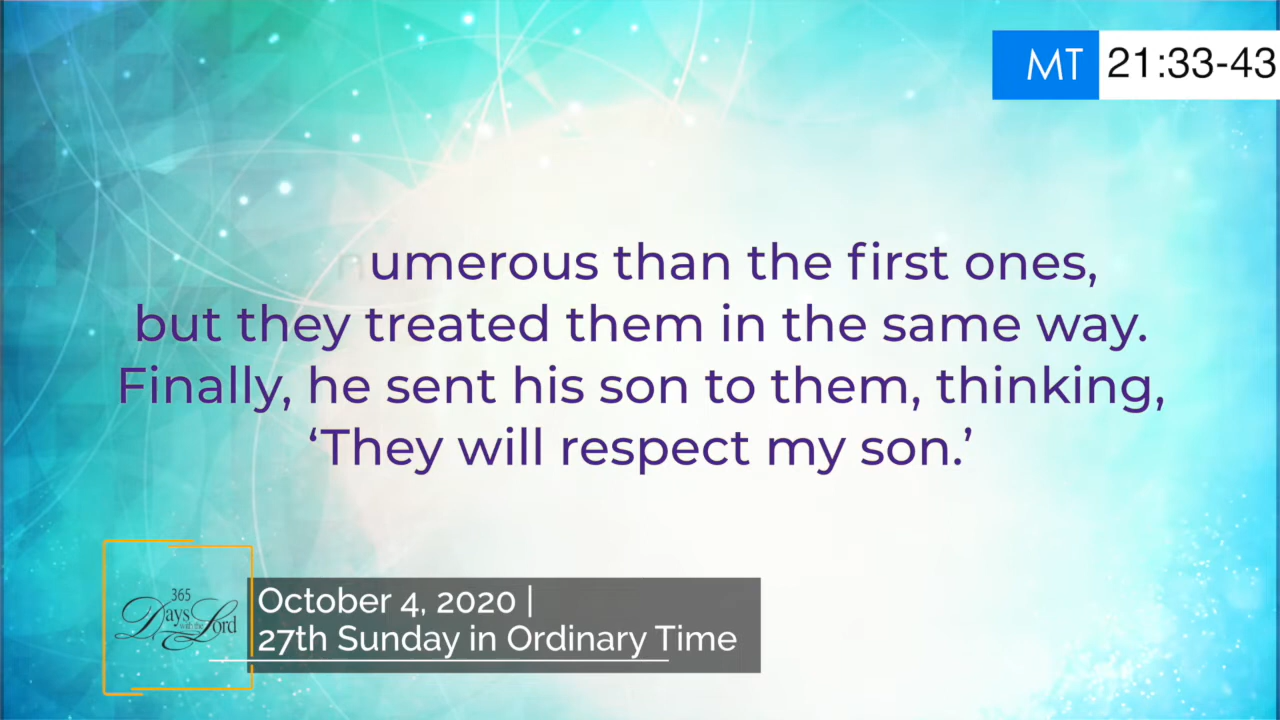 MT 21:33-43
numerous than the first ones,
but they treated them in the same way.
Finally, he sent his son to them, thinking,
‘They will respect my son.’
365
Days with the Lord
October 4, 2020 |
27th Sunday in Ordinary Time